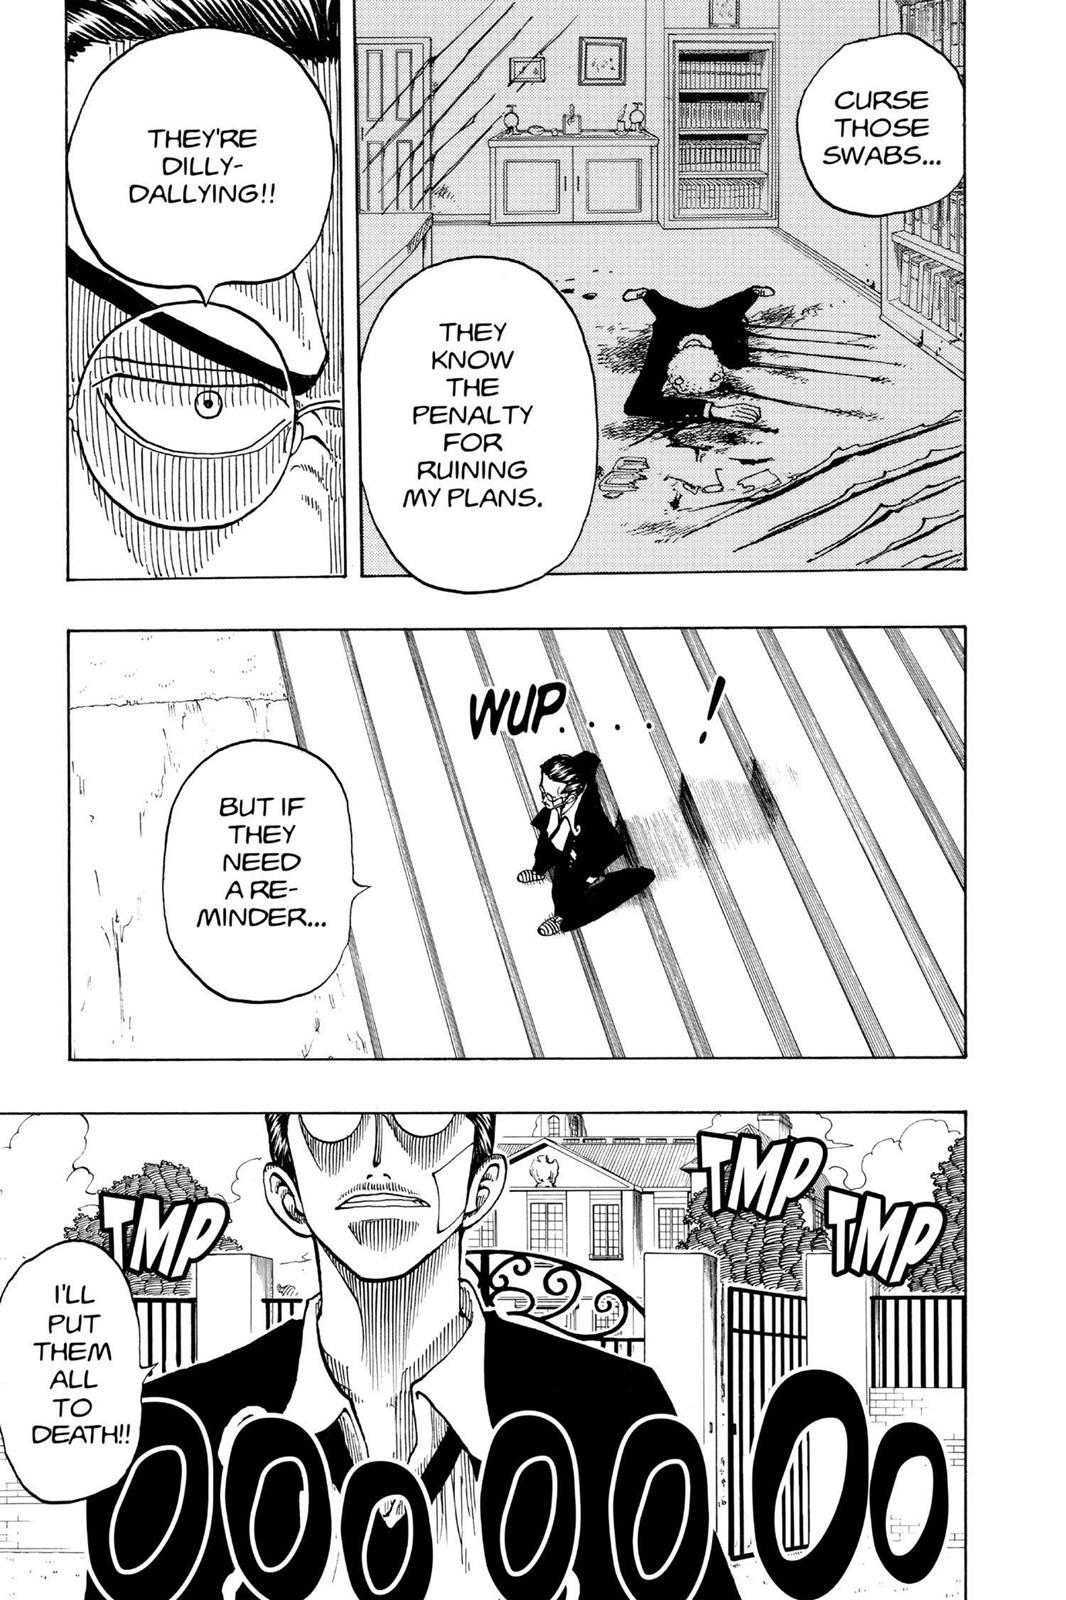 CURSE
THOSE
SWABS...
THEY
KNOW
THE
PENALTY
FOR
RUINING
MY PLANS.
THEY'RE
DILLY-
DALLYING!!
WUP....!
BUT IF
THEY
NEED
A RE-
MINDER...
TMP
TMP
TMP
I'LL
PUT
THEM
ALL
TO
DEATH!!
OOOOOOO